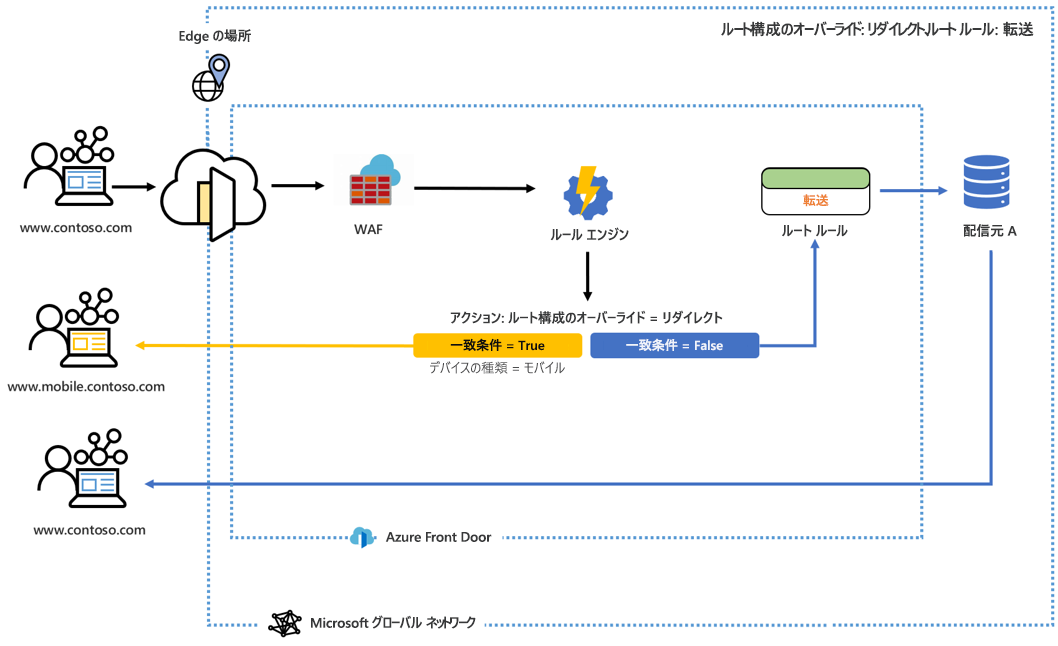 ルート構成のオーバーライド: リダイレクト,ルート ルール: 転送
Edge の場所
www.contoso.com
WAF
ルール エンジン
転送
ルート ルール
配信元 A
アクション: ルート構成のオーバーライド = リダイレクト
一致条件 = True
一致条件 = False
デバイスの種類 = モバイル
www.mobile.contoso.com
www.contoso.com
Azure Front Door
Microsoft グローバル ネットワーク